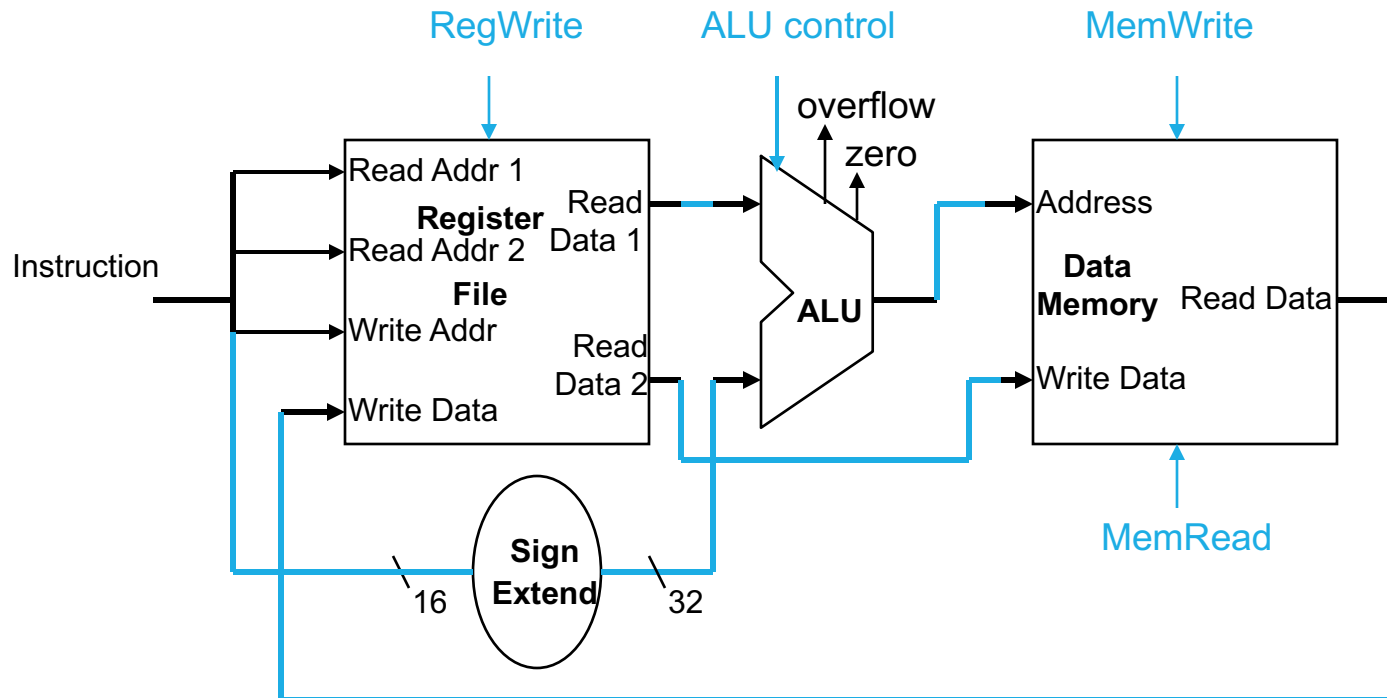 RegWrite
ALU control
MemWrite
overflow
zero
Instruction
Read Addr 1
Register
Read Addr 2
File
Write Addr
Write Data
Read
Data 1
Read
Data 2
ALU
Address
Data
Memory
Read Data
Write Data
MemRead
Sign
Extend
16
32